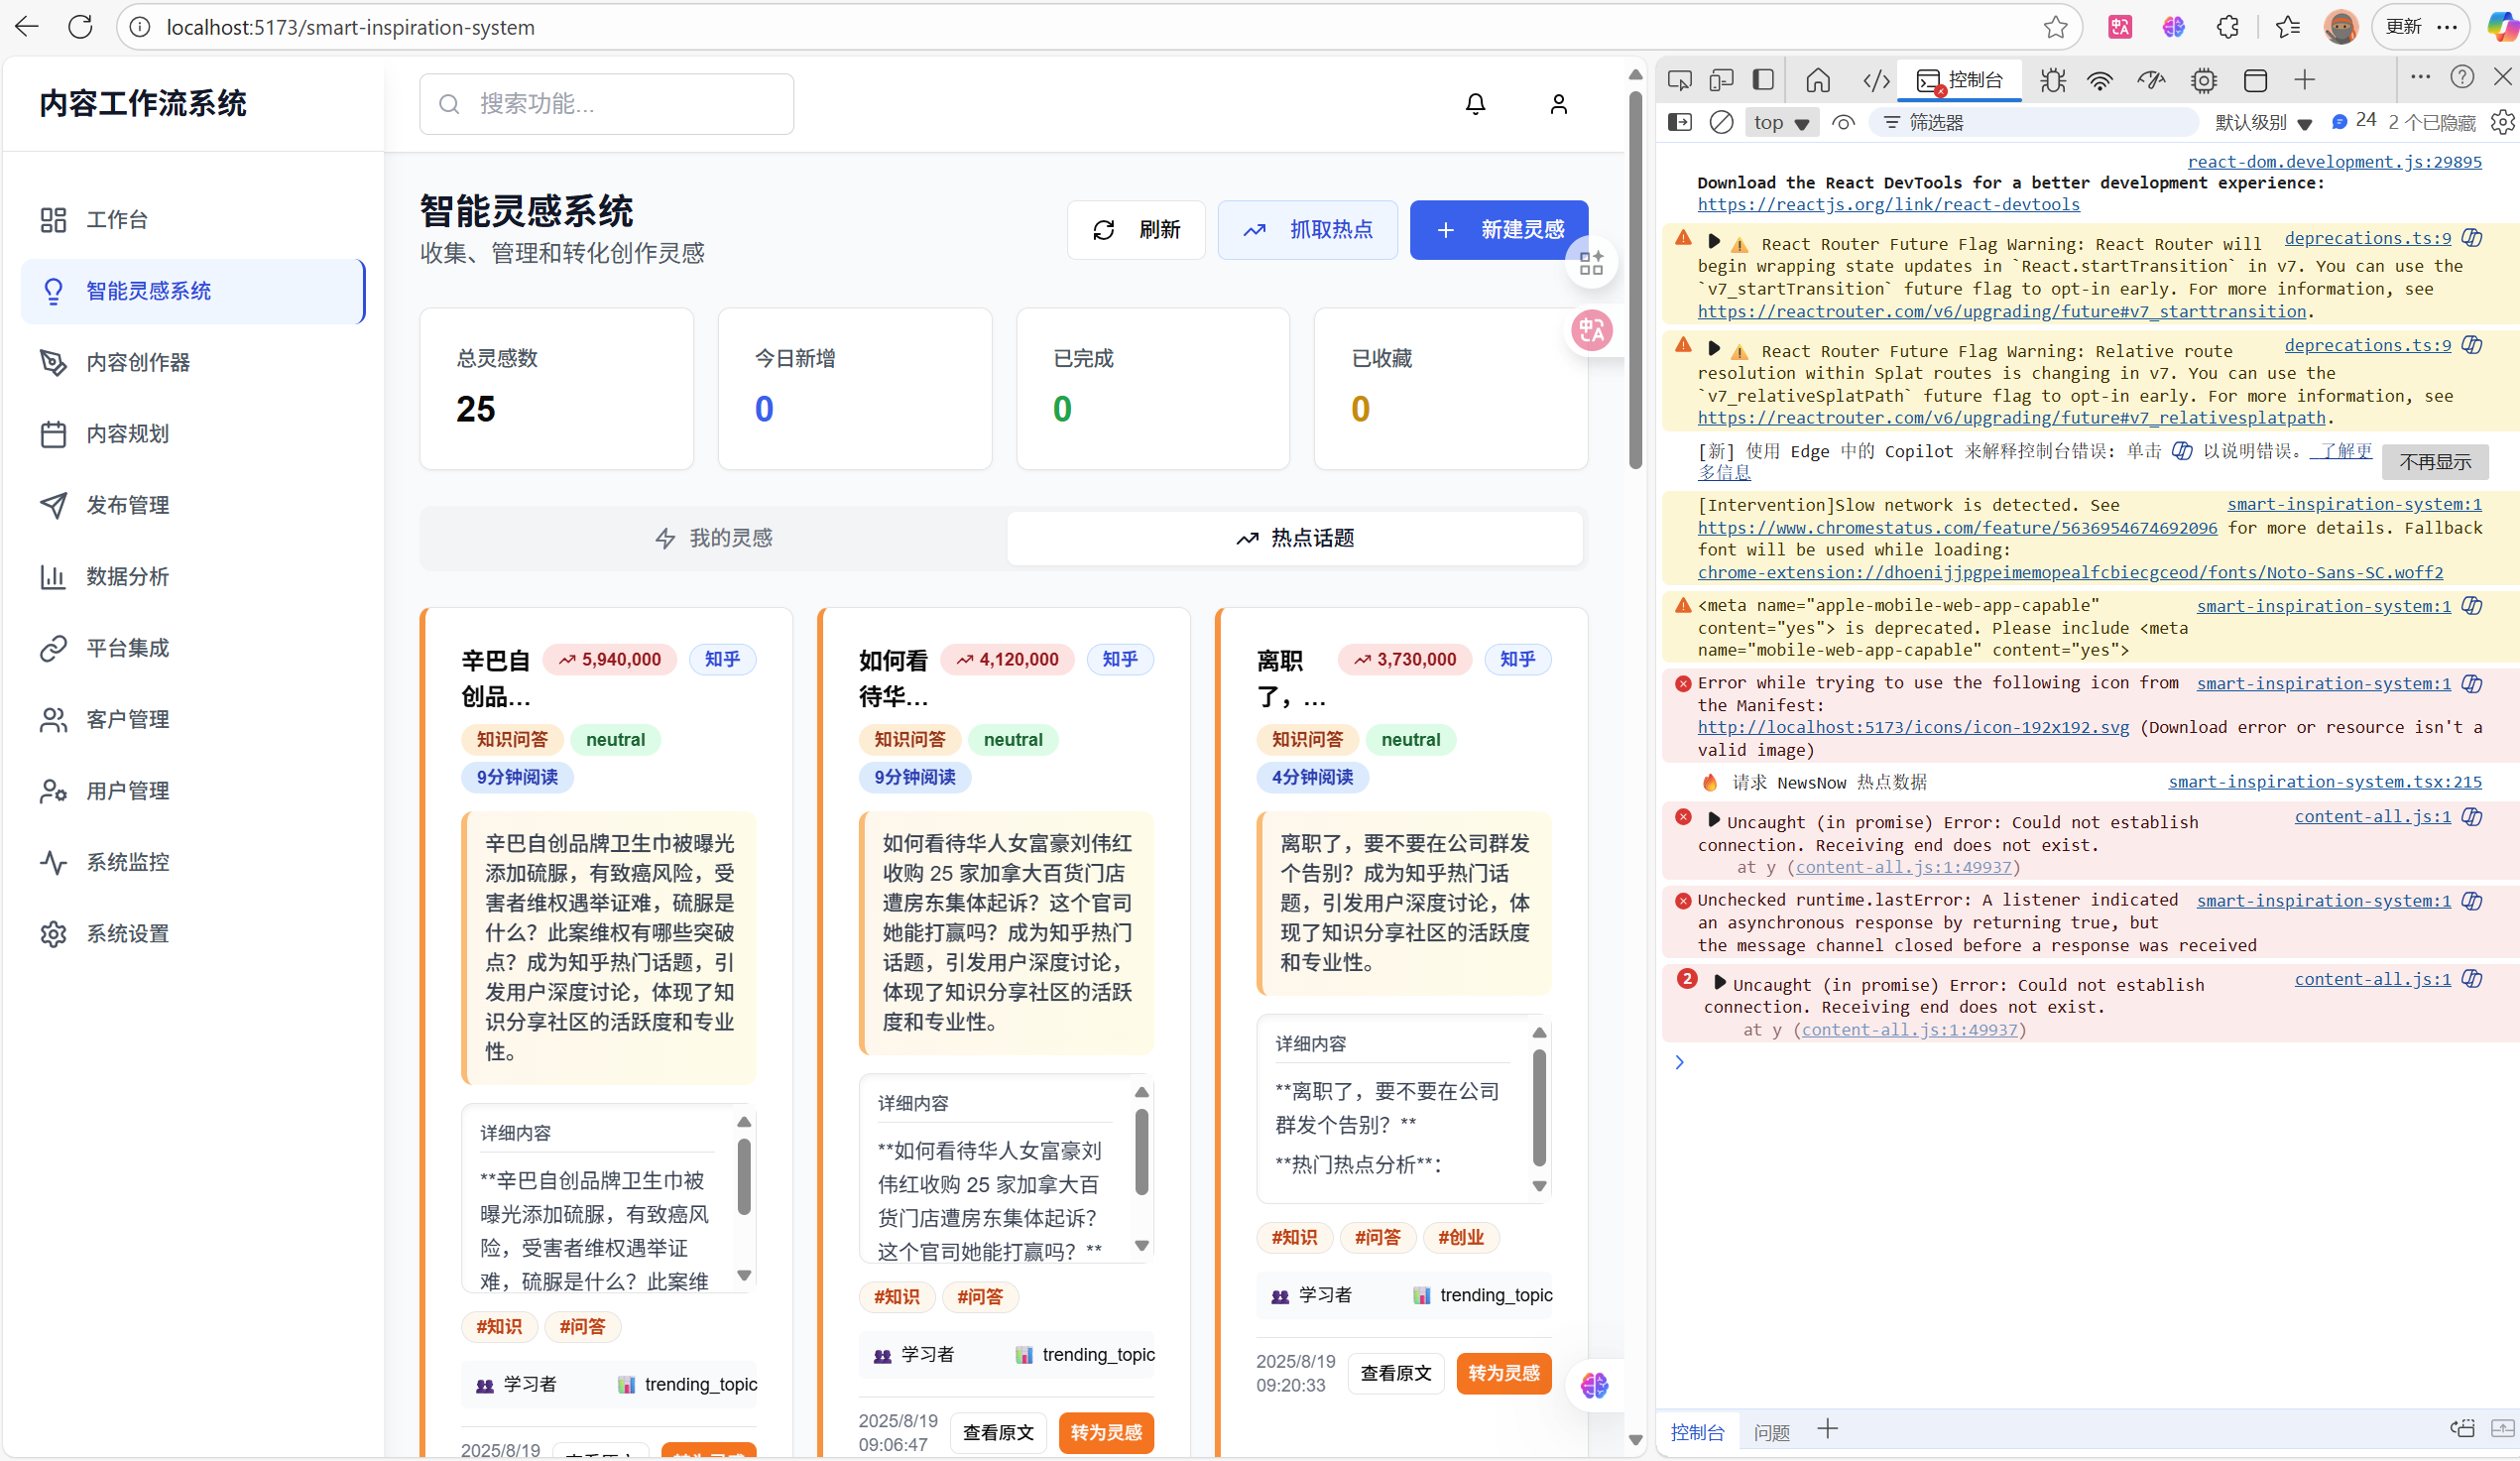 localhost:5173/smart-inspiration-system
更新
内容工作流系统
工作台
智能灵感系统
内容创作器
内容规划
发布管理
数据分析
平台集成
客户管理
用户管理
系统监控
系统设置
搜索功能...
智能灵感系统
收集、管理和转化创作灵感
刷新
抓取热点
新建灵感
总灵感数
25
今日新增
0
已完成
0
已收藏
0
我的灵感
热点话题
辛巴自
创品...
5,940,000
知乎
知识问答
neutral
9分钟阅读
辛巴自创品牌卫生巾被曝光
添加硫脲，有致癌风险，受
害者维权遇举证难，硫脲是
什么？此案维权有哪些突破
点？成为知乎热门话题，引
发用户深度讨论，体现了知
识分享社区的活跃度和专业
性。
详细内容
**辛巴自创品牌卫生巾被
曝光添加硫脲，有致癌风
险，受害者维权遇举证
难，硫脲是什么？此案维
#知识
#问答
学习者
trending_topic
2025/8/19
查看原文
转为灵感
如何看
待华...
4,120,000
知乎
知识问答
neutral
9分钟阅读
如何看待华人女富豪刘伟红
收购 25 家加拿大百货门店
遭房东集体起诉？这个官司
她能打赢吗？成为知乎热门
话题，引发用户深度讨论，
体现了知识分享社区的活跃
度和专业性。
详细内容
**如何看待华人女富豪刘
伟红收购 25 家加拿大百
货门店遭房东集体起诉？
这个官司她能打赢吗？**
#知识
#问答
学习者
trending_topic
2025/8/19
09:06:47
查看原文
转为灵感
离职
了，...
3,730,000
知乎
知识问答
neutral
4分钟阅读
离职了，要不要在公司群发
个告别？成为知乎热门话
题，引发用户深度讨论，体
现了知识分享社区的活跃度
和专业性。
详细内容
**离职了，要不要在公司
群发个告别？**
**热门热点分析**：
#知识
#问答
#创业
学习者
trending_topic
2025/8/19
09:20:33
查看原文
转为灵感
控制台
top
筛选器
默认级别
24
2 个已隐藏
react-dom.development.js:29895
Download the React DevTools for a better development experience:
https://reactjs.org/link/react-devtools
React Router Future Flag Warning: React Router will
deprecations.ts:9
begin wrapping state updates in `React.startTransition` in v7. You can use the
`v7_startTransition` future flag to opt-in early. For more information, see
https://reactrouter.com/v6/upgrading/future#v7_starttransition.
React Router Future Flag Warning: Relative route
deprecations.ts:9
resolution within Splat routes is changing in v7. You can use the
`v7_relativeSplatPath` future flag to opt-in early. For more information, see
https://reactrouter.com/v6/upgrading/future#v7_relativesplatpath.
[新] 使用 Edge 中的 Copilot 来解释控制台错误: 单击 以说明错误。 了解更
多信息
不再显示
[Intervention]Slow network is detected. See
smart-inspiration-system:1
https://www.chromestatus.com/feature/5636954674692096 for more details. Fallback
font will be used while loading:
chrome-extension://dhoenijjpgpeimemopealfcbiecgceod/fonts/Noto-Sans-SC.woff2
<meta name="apple-mobile-web-app-capable"
smart-inspiration-system:1
content="yes"> is deprecated. Please include <meta
name="mobile-web-app-capable" content="yes">
Error while trying to use the following icon from
smart-inspiration-system:1
the Manifest:
http://localhost:5173/icons/icon-192x192.svg (Download error or resource isn't a
valid image)
请求 NewsNow 热点数据
smart-inspiration-system.tsx:215
Uncaught (in promise) Error: Could not establish
content-all.js:1
connection. Receiving end does not exist.
at y (content-all.js:1:49937)
Unchecked runtime.lastError: A listener indicated
smart-inspiration-system:1
an asynchronous response by returning true, but
the message channel closed before a response was received
2
Uncaught (in promise) Error: Could not establish
content-all.js:1
connection. Receiving end does not exist.
at y (content-all.js:1:49937)
控制台
问题